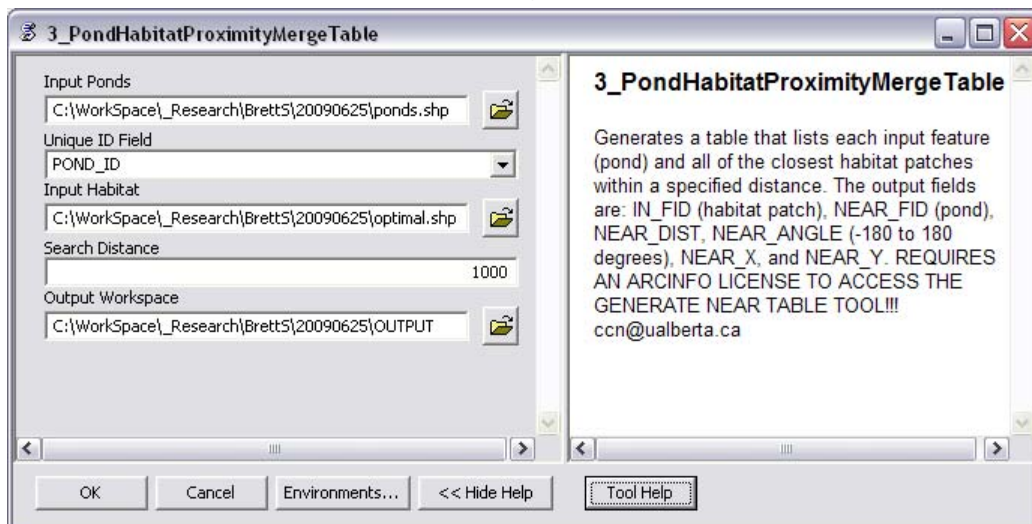 3_PondHabitatProximityMergeTable
Input Ponds
C:\WorkSpace\_Research\BrettS\20090625\ponds.shp
Unique ID Field
POND_ID
Input Habitat
C:\WorkSpace\_Research\BrettS\20090625\optimal.shp
Search Distance
1000
Output Workspace
C:\WorkSpace\_Research\BrettS\20090625\OUTPUT
3_PondHabitatProximityMergeTable
Generates a table that lists each input feature
(pond) and all of the closest habitat patches
within a specified distance. The output fields
are: IN_FID (habitat patch), NEAR_FID (pond),
NEAR_DIST, NEAR_ANGLE (-180 to 180
degrees), NEAR_X, and NEAR_Y. REQUIRES
AN ARCINFO LICENSE TO ACCESS THE
GENERATE NEAR TABLE TOOL!!!
ccn@ualberta.ca
OK
Cancel
Environments...
<< Hide Help
Tool Help